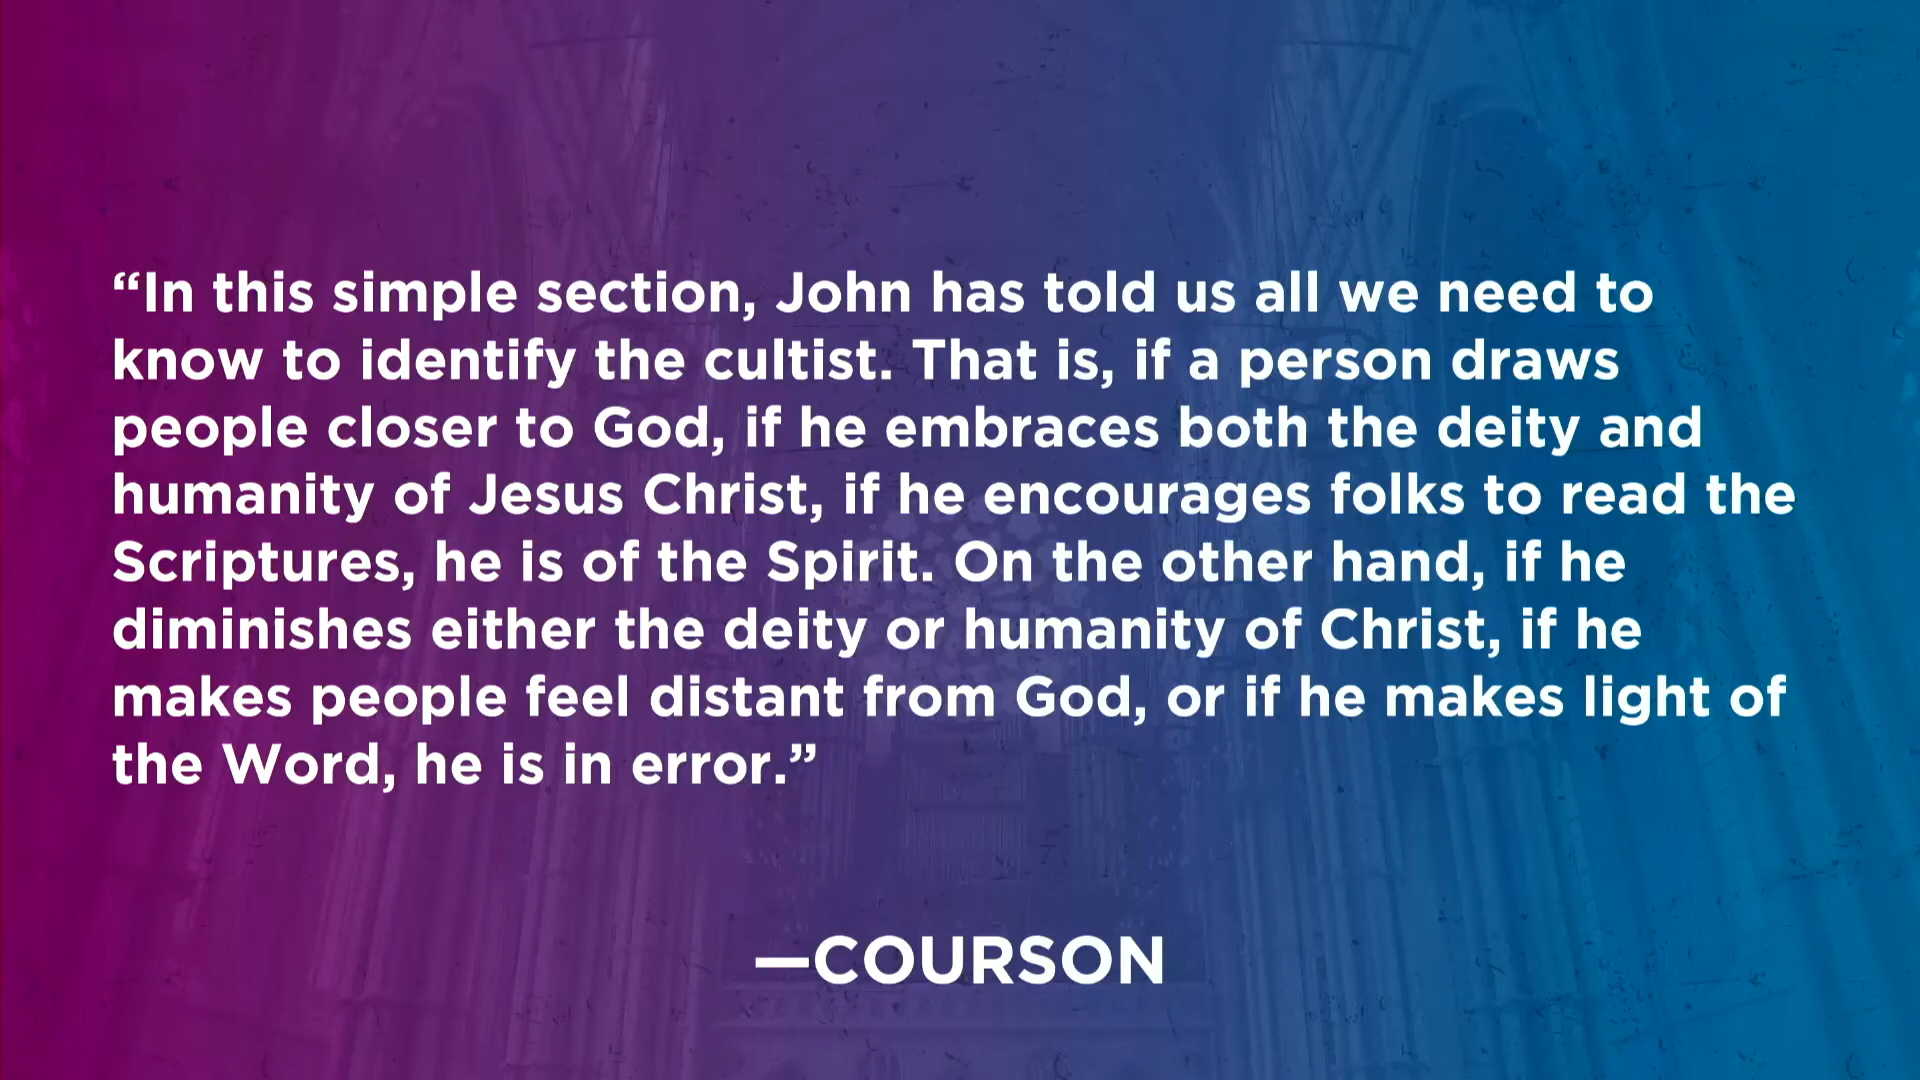 “In this simple section, John has told us all we need to
know to identify the cultist. That is, if a person draws
people closer to God, if he embraces both the deity and
humanity of Jesus Christ, if he encourages folks to read the
Scriptures, he is of the Spirit. On the other hand, if he
diminishes either the deity or humanity of Christ, if he
makes people feel distant from God, or if he makes light of
the Word, he is in error.”
—COURSON